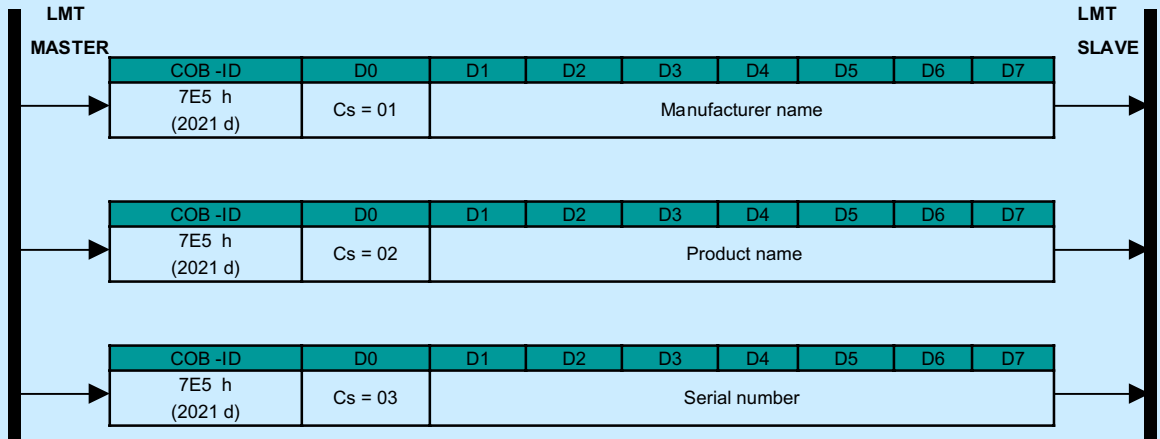 LMT LMT
MASTER SLAVE
COB -ID D0 D1 D2 D3 D4 D5 D6 D7
7E5 h
(2021 d)
Cs = 01
Manufacturer name
COB -ID D0 D1 D2 D3 D4 D5 D6 D7
7E5 h
(2021 d)
Cs = 02
Product name
COB -ID D0 D1 D2 D3 D4 D5 D6 D7
7E5 h
(2021 d)
Cs = 03
Serial number